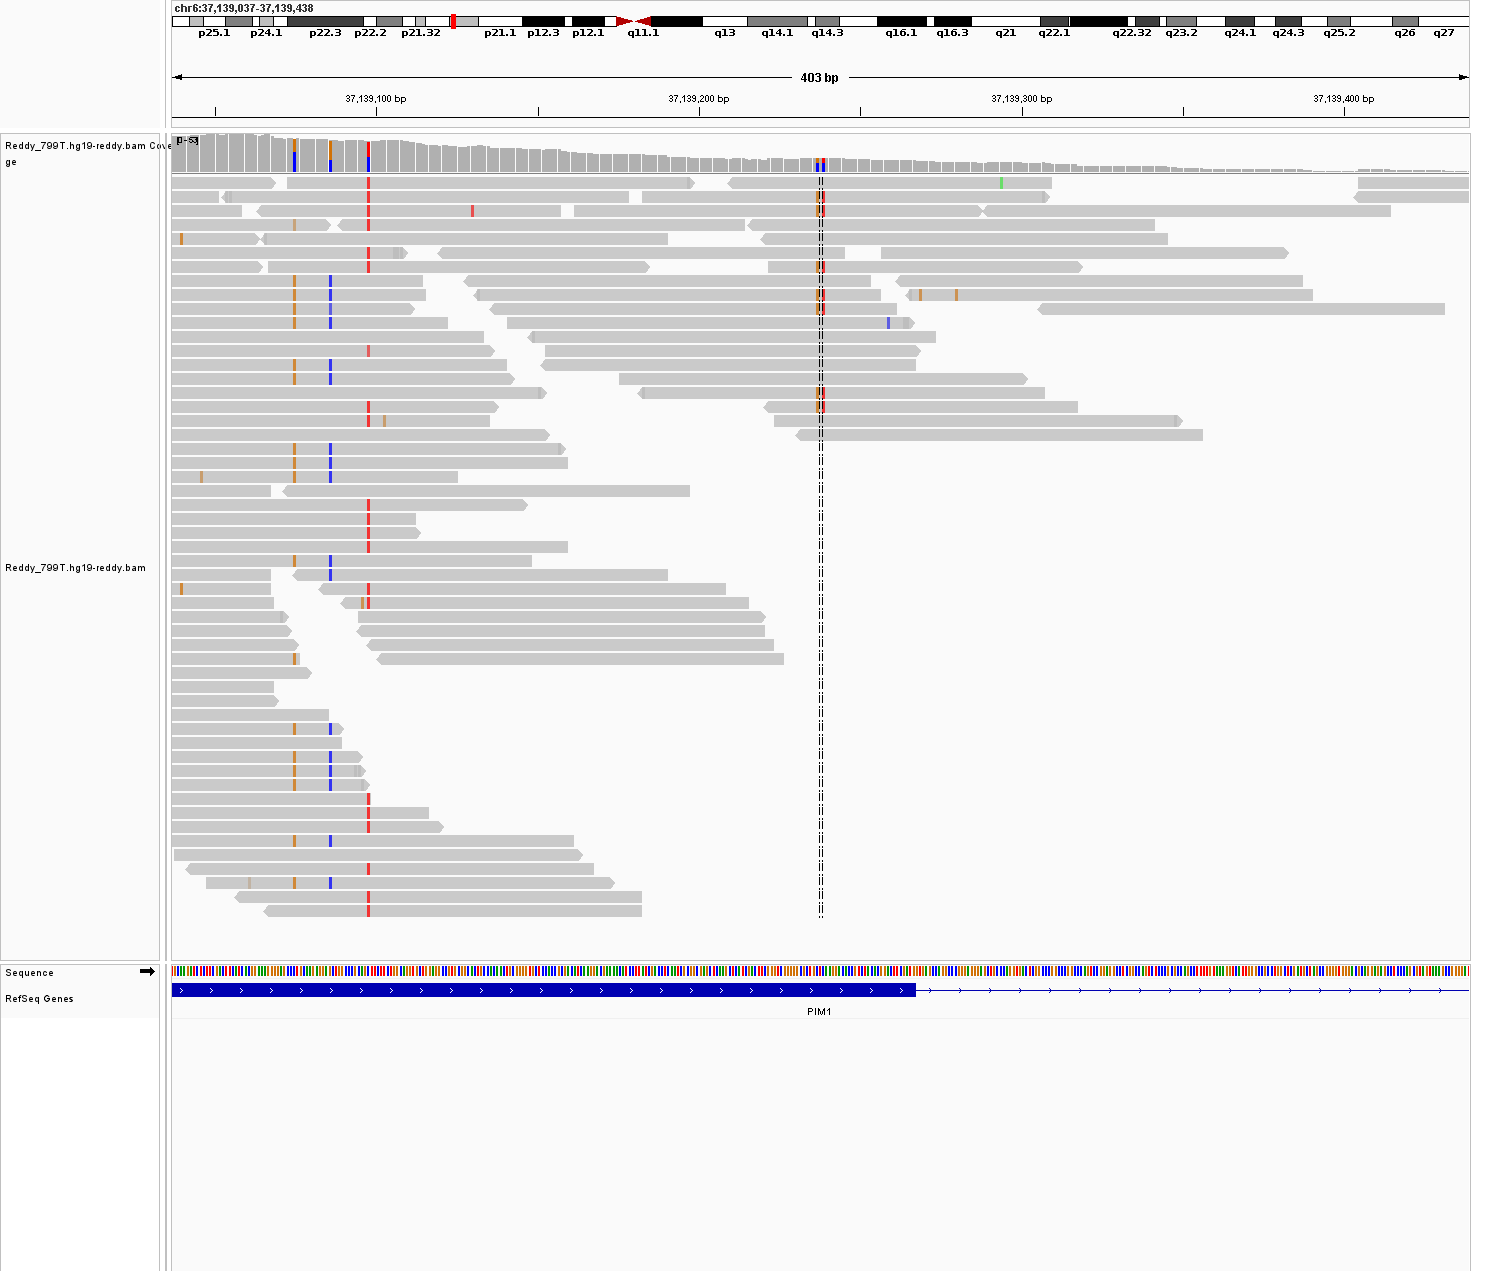 chr6:37,139,037-37,139,438
p25.1 p24.1 p22.3 p22.2 p21.32 p21.1 p12.3 p12.1 q11.1 q13 q14.1 q14.3 q16.1 q16.3 q21 q22.1 q22.32 q23.2 q24.1 q24.3 q25.2 q26 q27
403 bp
37,139,100 bp 37,139,200 bp 37,139,300 bp 37,139,400 bp
Reddy_799T.hg19-reddy.bam Cove
ge
Reddy_799T.hg19-reddy.bam
Sequence
RefSeq Genes
PIM1